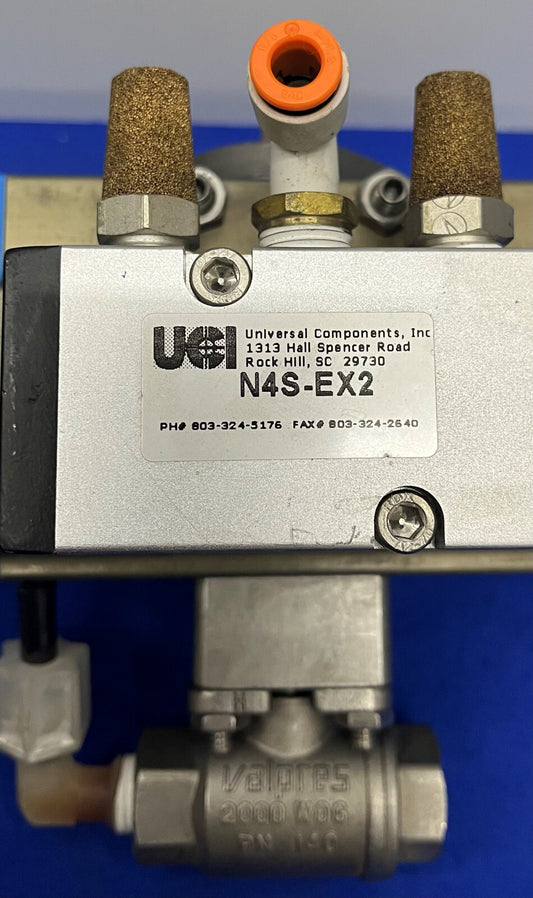 UCI
Universal Components, Inc
1313 Hall Spencer Road
Rock Hill, SC 29730
N4S-EX2
PH# 803-324-5176 FAX# 803-324-2640
valpres
2000 WOG
PN 140